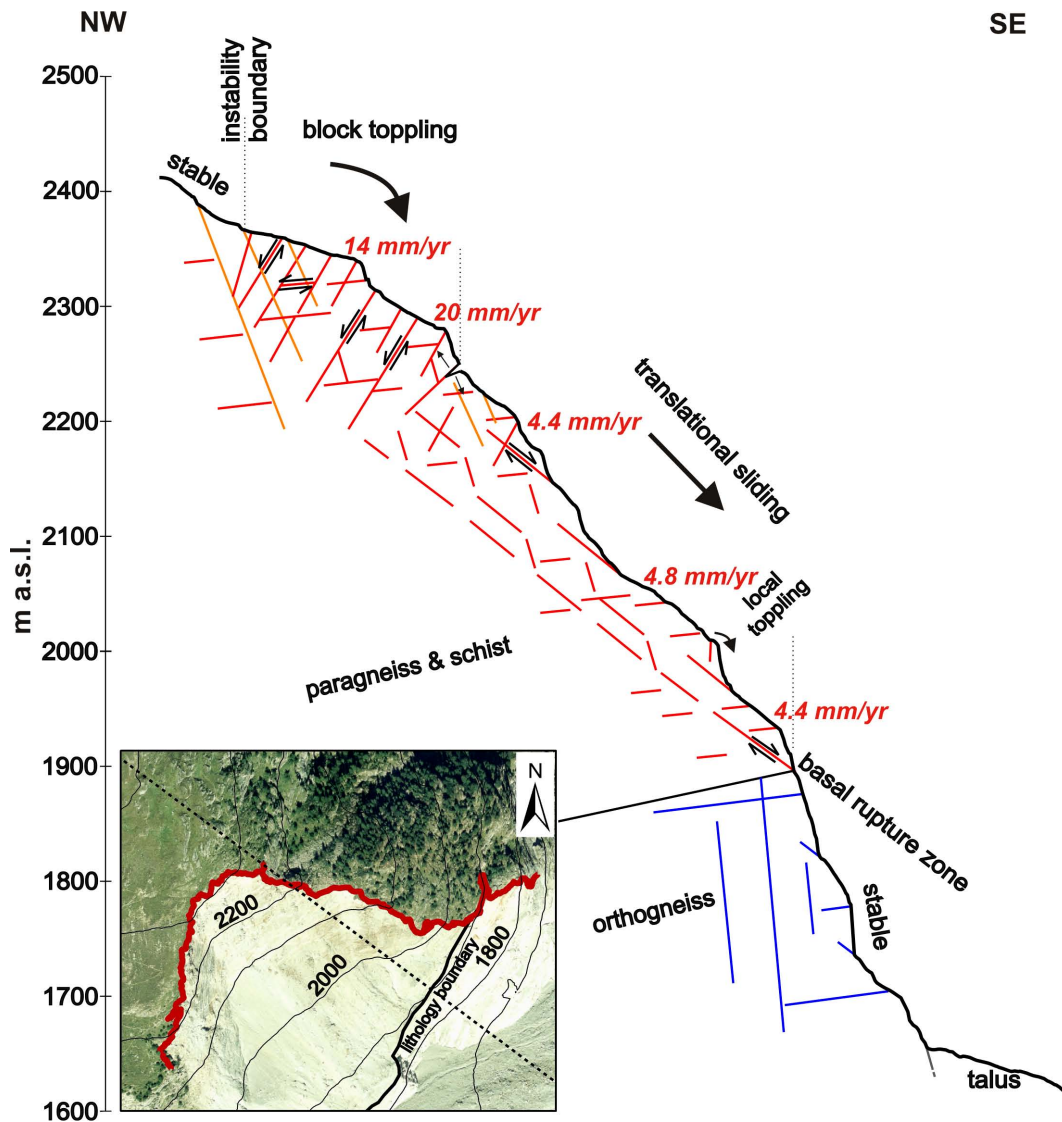 NW
SE
instability
boundary
2500
block toppling
stable
2400
14 mm/yr
2300
20 mm/yr
translational sliding
4.4 mm/yr
2200
2100
m a.s.l.
4.8 mm/yr
local
toppling
2000
paragneiss & schist
4.4 mm/yr
1900
basal rupture zone
N
1800
2200
2000
1800
lithology boundary
orthogneiss
stable
1700
talus
1600